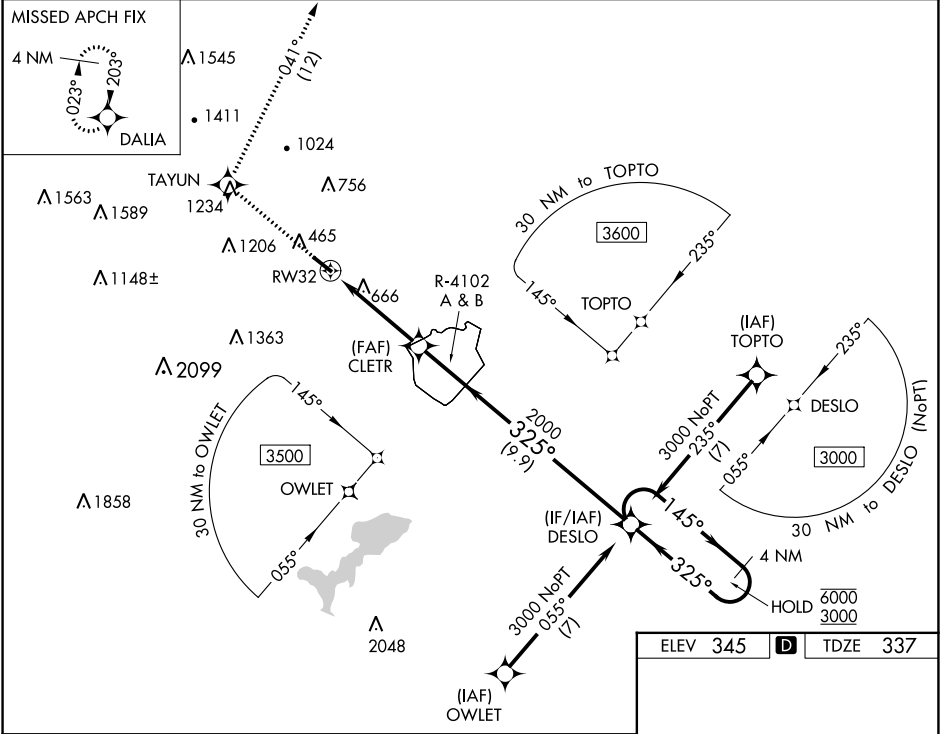 MISSED APCH FIX
4 NM
023°
203°
DALIA
1545
1411
041°
(12)
1024
TAYUN
1234
756
1563
1589
1206
465
RW32
1148±
666
R-4102
A & B
(FAF)
CLETR
1363
2099
30 NM to TOPTO
3600
235°
145°
TOPTO
(IAF)
TOPTO
3000 NoPT
235°
(7)
235°
DESLO
055°
3000
30 NM to DESLO (NoPT)
30 NM to OWLET
145°
3500
OWLET
055°
1858
2000
325°
(9.9)
(IF/IAF)
DESLO
145°
325°
4 NM
HOLD
6000
3000
3000 NoPT
055°
(7)
2048
(IAF)
OWLET
ELEV 345 D TDZE 337